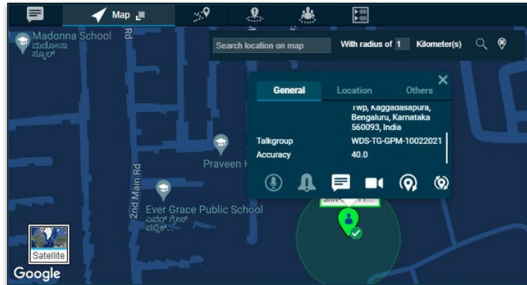 Map
Madonna School
ಮಡೋನಾ
ಸ್ಕೂಲ್
Rd
Search location on map
With radius of 1 Kilometer(s)
General
Location
Others
Twp, Kaggadasapura,
Bengaluru, Karnataka
560093, India
Talkgroup
WDS-TG-GPM-10022021
Accuracy
40.0
Praveen
2nd Main Rd
Ever Grace Public School
Satellite
Google